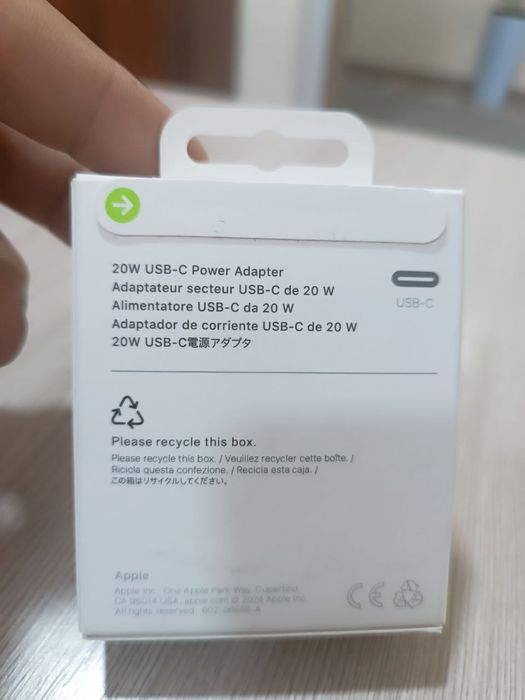 20W USB-C Power Adapter
Adaptateur secteur USB-C de 20 W
Alimentatore USB-C da 20 W
Adaptador de corriente USB-C de 20 W
20W USB-C電源アダプタ
USB-C
Please recycle this box.
Please recycle this box. / Veuillez recycler cette boîte. /
Ricicla questa confezione. / Recicla esta caja. /
この箱はリサイクルしてください。
Apple
Apple Inc., One Apple Park Way, Cupertino,
CA 95014 USA. apple.com © 2024 Apple Inc.
All rights reserved.
CE